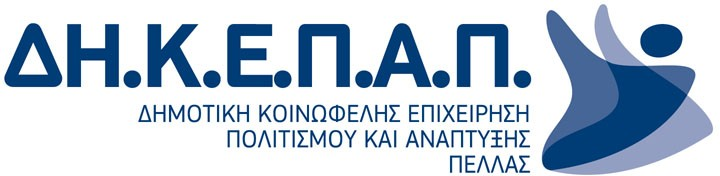 ΔΗ.Κ.Ε.Π.Α.Π.
ΔΗΜΟΤΙΚΗ ΚΟΙΝΩΦΕΛΗΣ ΕΠΙΧΕΙΡΗΣΗ
ΠΟΛΙΤΙΣΜΟΥ ΚΑΙ ΑΝΑΠΤΥΞΗΣ
ΠΕΛΛΑΣ